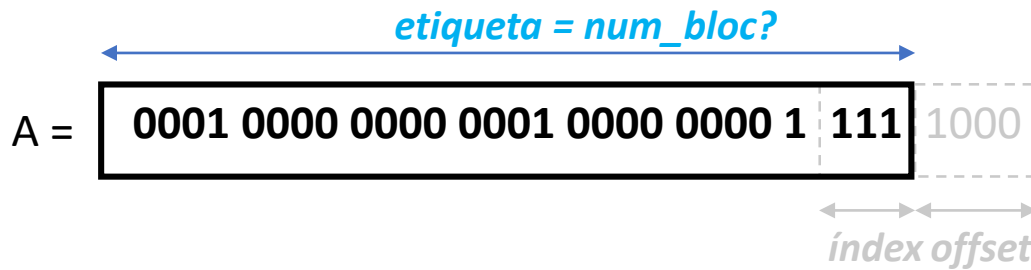 etiqueta = num_bloc?
A = 0001 0000 0000 0001 0000 0000 1 111 1000
índex offset